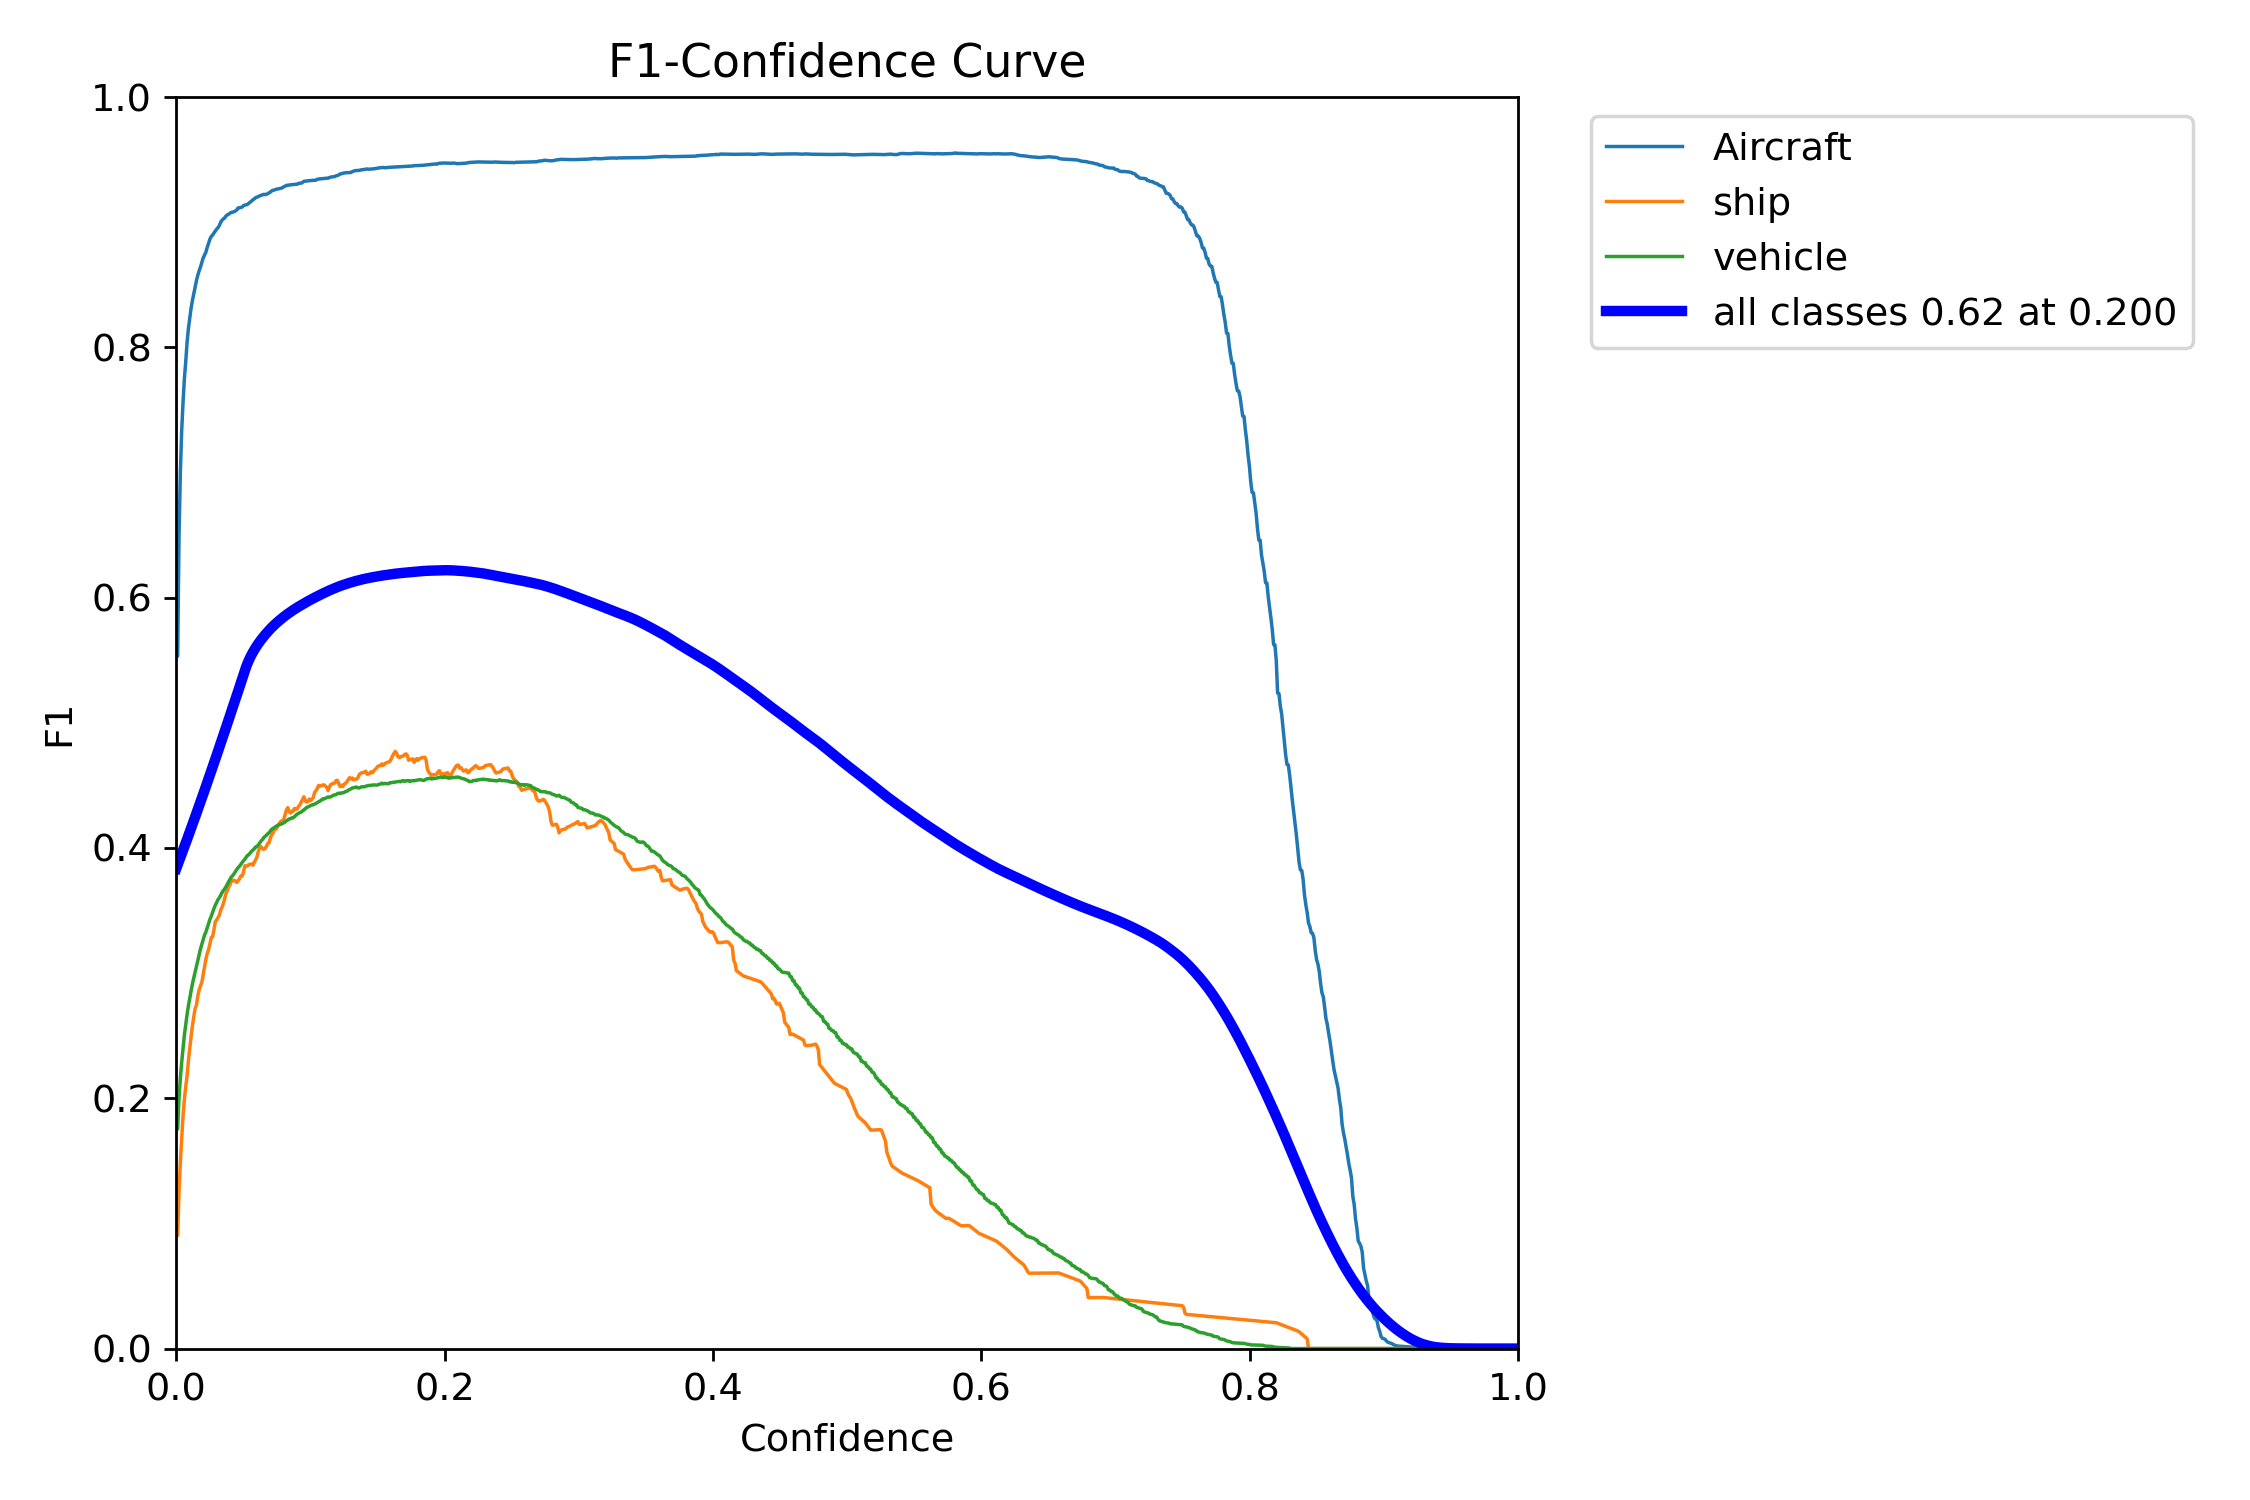 F1-Confidence Curve
1.0
0.8
0.6
0.4
0.2
0.0
F1
0.0 0.2 0.4 0.6 0.8 1.0
Confidence
Aircraft
ship
vehicle
all classes 0.62 at 0.200